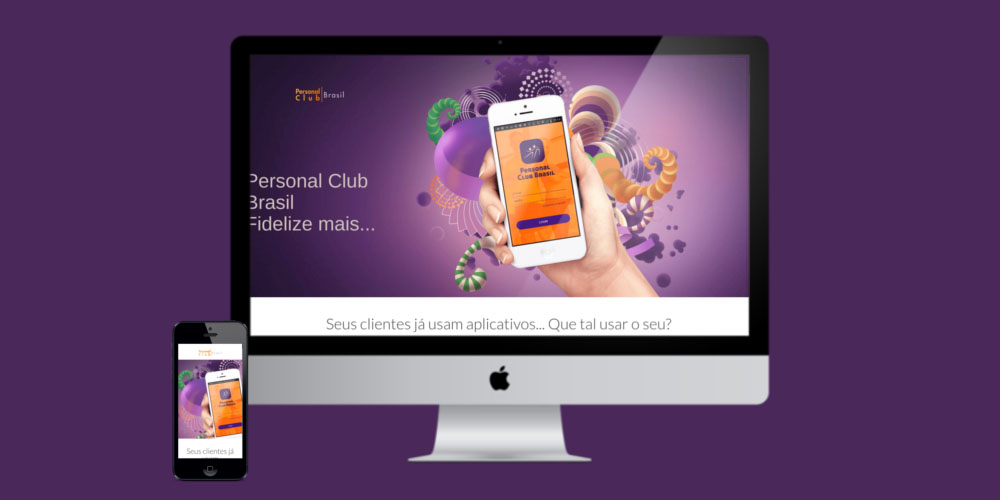 Personal
Club Brasil
Personal Club
Brasil
Fidelize mais...
PERSONAL
CLUB BRASIL
Seus clientes já usam aplicativos... Que tal usar o seu?
Seus clientes já